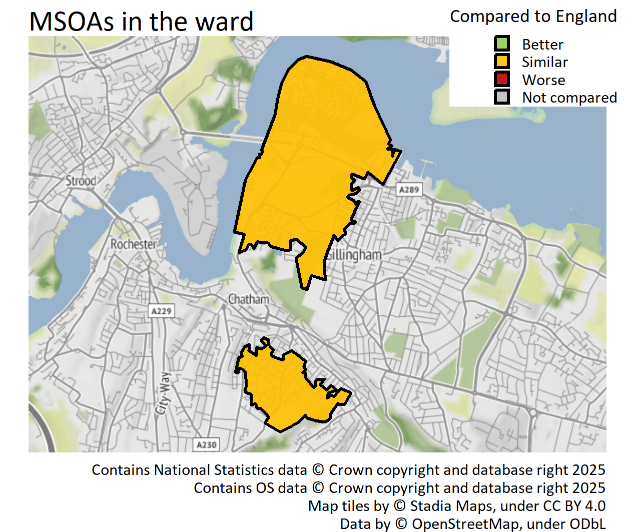 MSOAs in the ward
Compared to England
Better
Similar
Worse
Not compared
A289
Strood
Rochester
Gillingham
Chatham
A229
City Way
A230
Contains National Statistics data © Crown copyright and database right 2025
Contains OS data © Crown copyright and database right 2025
Map tiles by © Stadia Maps, under CC BY 4.0
Data by © OpenStreetMap, under ODbL